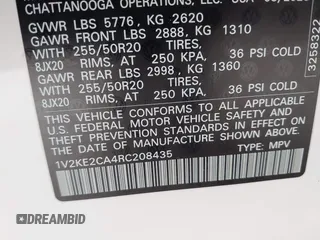 CHATTANOOGA OPERATIONS, LLC. USA
GVWR LBS 5776, KG 2620
GAWR FRONT LBS 2888, KG 1310
WITH 255/50R20 TIRES,
8JX20 RIMS, AT 250 KPA, 36 PSI COLD
GAWR REAR LBS 2998, KG 1360
WITH 255/50R20 TIRES,
8JX20 RIMS, AT 250 KPA, 36 PSI COLD
THIS VEHICLE CONFORMS TO ALL APPLICABLE
FEDERAL MOTOR VEHICLE SAFETY AND
THEFT PREVENTION STANDARDS IN EFFECT ON THE
DATE OF MANUFACTURE SHOWN ABOVE.
1V2KE2CA4RC208435 TYPE: MPV
3258322
DREAMBID